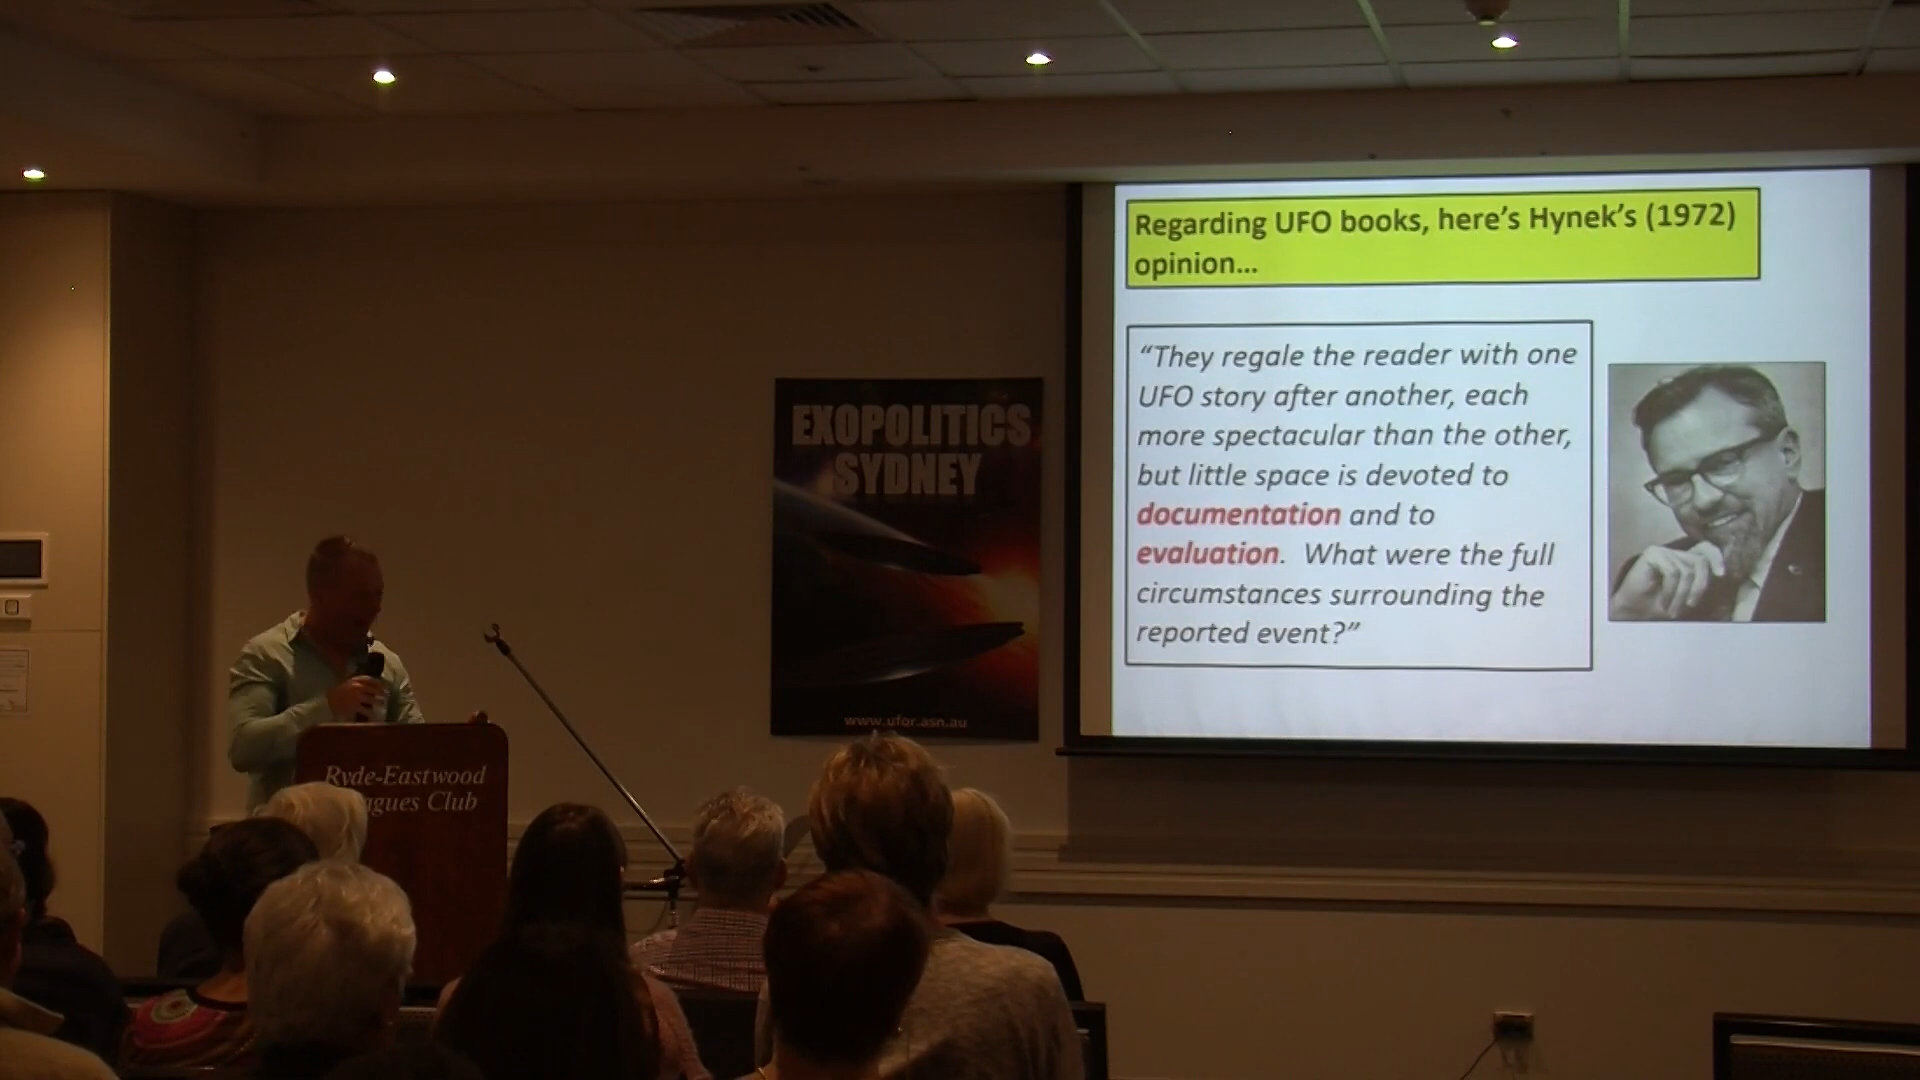 Regarding UFO books, here's Hynek's (1972)
opinion...
“They regale the reader with one
UFO story after another, each
more spectacular than the other,
but little space is devoted to
documentation and to
evaluation.  What were the full
circumstances surrounding the
reported event?”
EXOPOLITICS
SYDNEY
www.ufor.asn.au
Ryde-Eastwood
agues Club